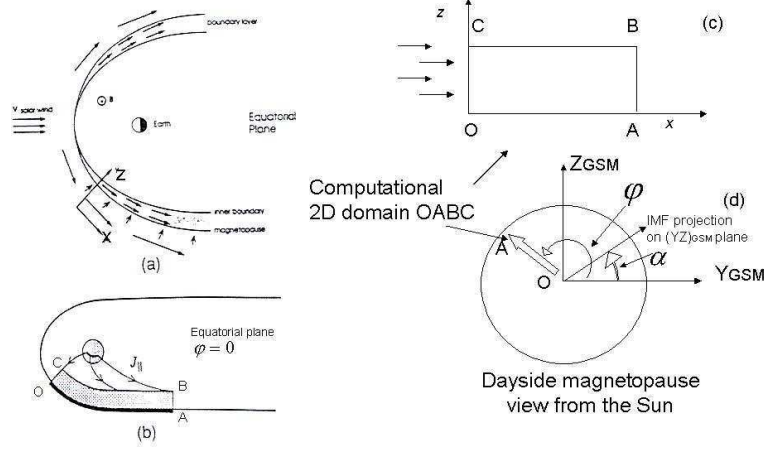 boundary layer
V solar wind
B
Earth
Equatorial
Plane
Z
X
inner boundary
magnetopause
(a)
Equatorial plane
φ = 0
J||
C
O
B
A
(b)
z
C
B
(c)
O
A
x
Computational
2D domain OABC
ZGSM
φ
(d)
IMF projection
on (YZ)GSM plane
A
α
O
YGSM
Dayside magnetopause
view from the Sun